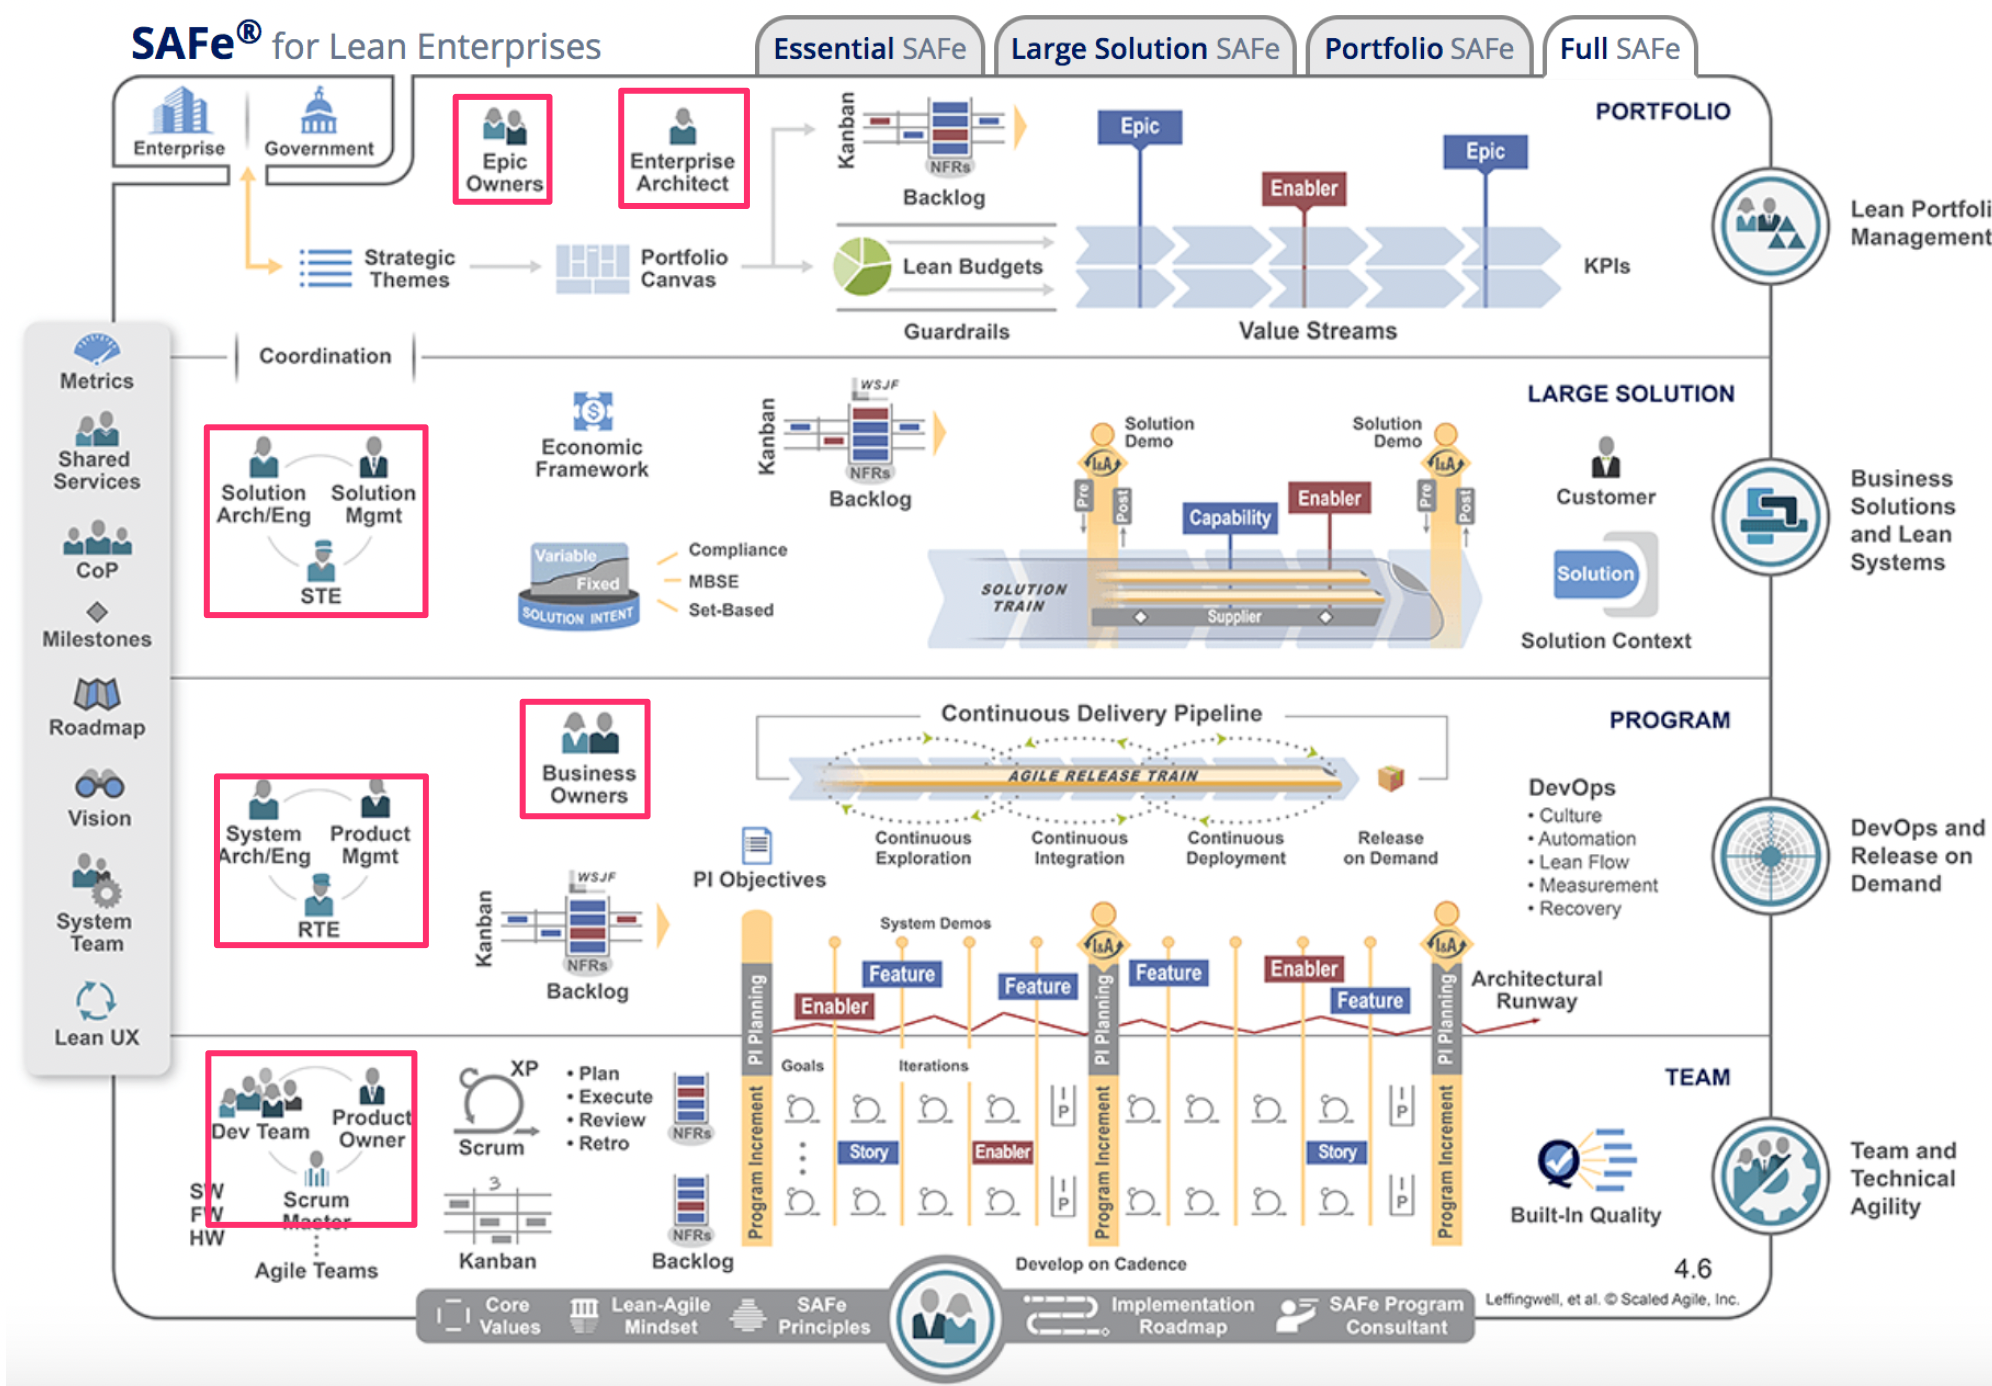 SAFe® for Lean Enterprises
Essential SAFe
Large Solution SAFe
Portfolio SAFe
Full SAFe
PORTFOLIO
Enterprise
Government
Epic
Owners
Enterprise
Architect
Kanban
NFRs
Backlog
Epic
Enabler
Epic
Strategic
Themes
Portfolio
Canvas
Lean Budgets
Guardrails
Value Streams
KPIs
Lean Portfoli
Management
Coordination
Metrics
Shared
Services
CoP
Milestones
Roadmap
Vision
System
Team
Lean UX
LARGE SOLUTION
Solution
Arch/Eng
Solution
Mgmt
STE
Economic
Framework
Variable
Fixed
SOLUTION INTENT
Compliance
MBSE
Set-Based
Kanban
WSJF
NFRs
Backlog
Solution
Demo
I&A
Pre
Post
Capability
Enabler
Solution
Demo
I&A
Pre
Post
SOLUTION
TRAIN
Supplier
Customer
Solution
Solution Context
Business
Solutions
and Lean
Systems
PROGRAM
Business
Owners
System
Arch/Eng
Product
Mgmt
RTE
Continuous Delivery Pipeline
AGILE RELEASE TRAIN
Continuous
Exploration
Continuous
Integration
Continuous
Deployment
Release
on Demand
DevOps
• Culture
• Automation
• Lean Flow
• Measurement
• Recovery
DevOps and
Release on
Demand
PI Objectives
Kanban
WSJF
NFRs
Backlog
System Demos
I&A
I&A
PI Planning
Enabler
Feature
Feature
PI Planning
Feature
Enabler
Feature
PI Planning
Architectural
Runway
TEAM
Dev Team
Product
Owner
Scrum
Master
SW
FW
HW
Agile Teams
XP
Scrum
• Plan
• Execute
• Review
• Retro
3
Kanban
NFRs
NFRs
Backlog
Program Increment
Goals
Iterations
Story
Enabler
I
P
I
P
Program Increment
Story
I
P
I
P
Program Increment
Develop on Cadence
Built-In Quality
Team and
Technical
Agility
4.6
Leffingwell, et al. © Scaled Agile, Inc.
Core
Values
Lean-Agile
Mindset
SAFe
Principles
Implementation
Roadmap
SAFe Program
Consultant